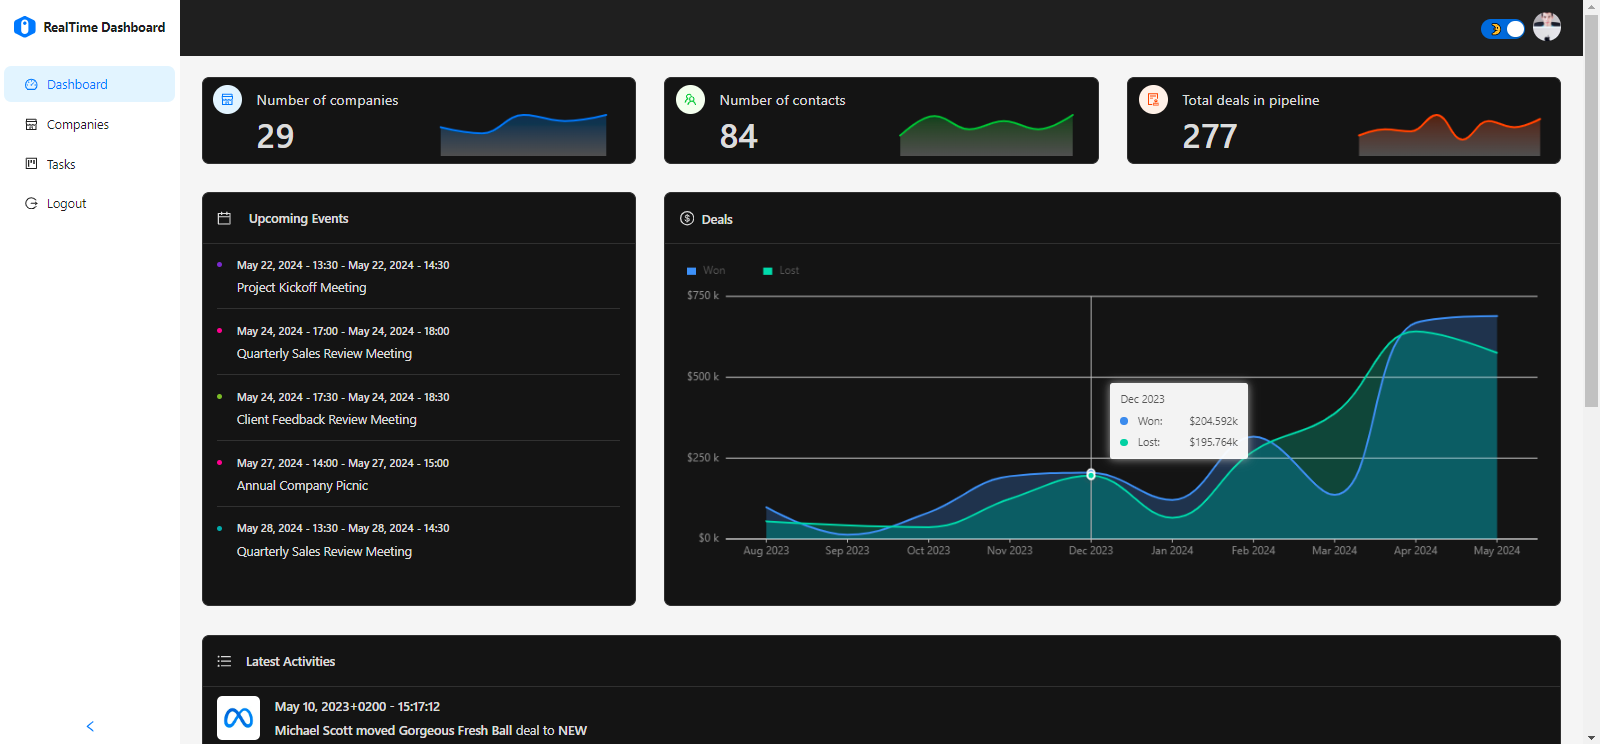 RealTime Dashboard
Dashboard
Companies
Tasks
Logout
Number of companies
29
Number of contacts
84
Total deals in pipeline
277
Upcoming Events
May 22, 2024 - 13:30 - May 22, 2024 - 14:30
Project Kickoff Meeting
May 24, 2024 - 17:00 - May 24, 2024 - 18:00
Quarterly Sales Review Meeting
May 24, 2024 - 17:30 - May 24, 2024 - 18:30
Client Feedback Review Meeting
May 27, 2024 - 14:00 - May 27, 2024 - 15:00
Annual Company Picnic
May 28, 2024 - 13:30 - May 28, 2024 - 14:30
Quarterly Sales Review Meeting
Deals
Won Lost
$750 k
$500 k
$250 k
$0 k
Dec 2023
Won: $204.592k
Lost: $195.764k
Aug 2023 Sep 2023 Oct 2023 Nov 2023 Dec 2023 Jan 2024 Feb 2024 Mar 2024 Apr 2024 May 2024
Latest Activities
May 10, 2023+0200 - 15:17:12
Michael Scott moved Gorgeous Fresh Ball deal to NEW